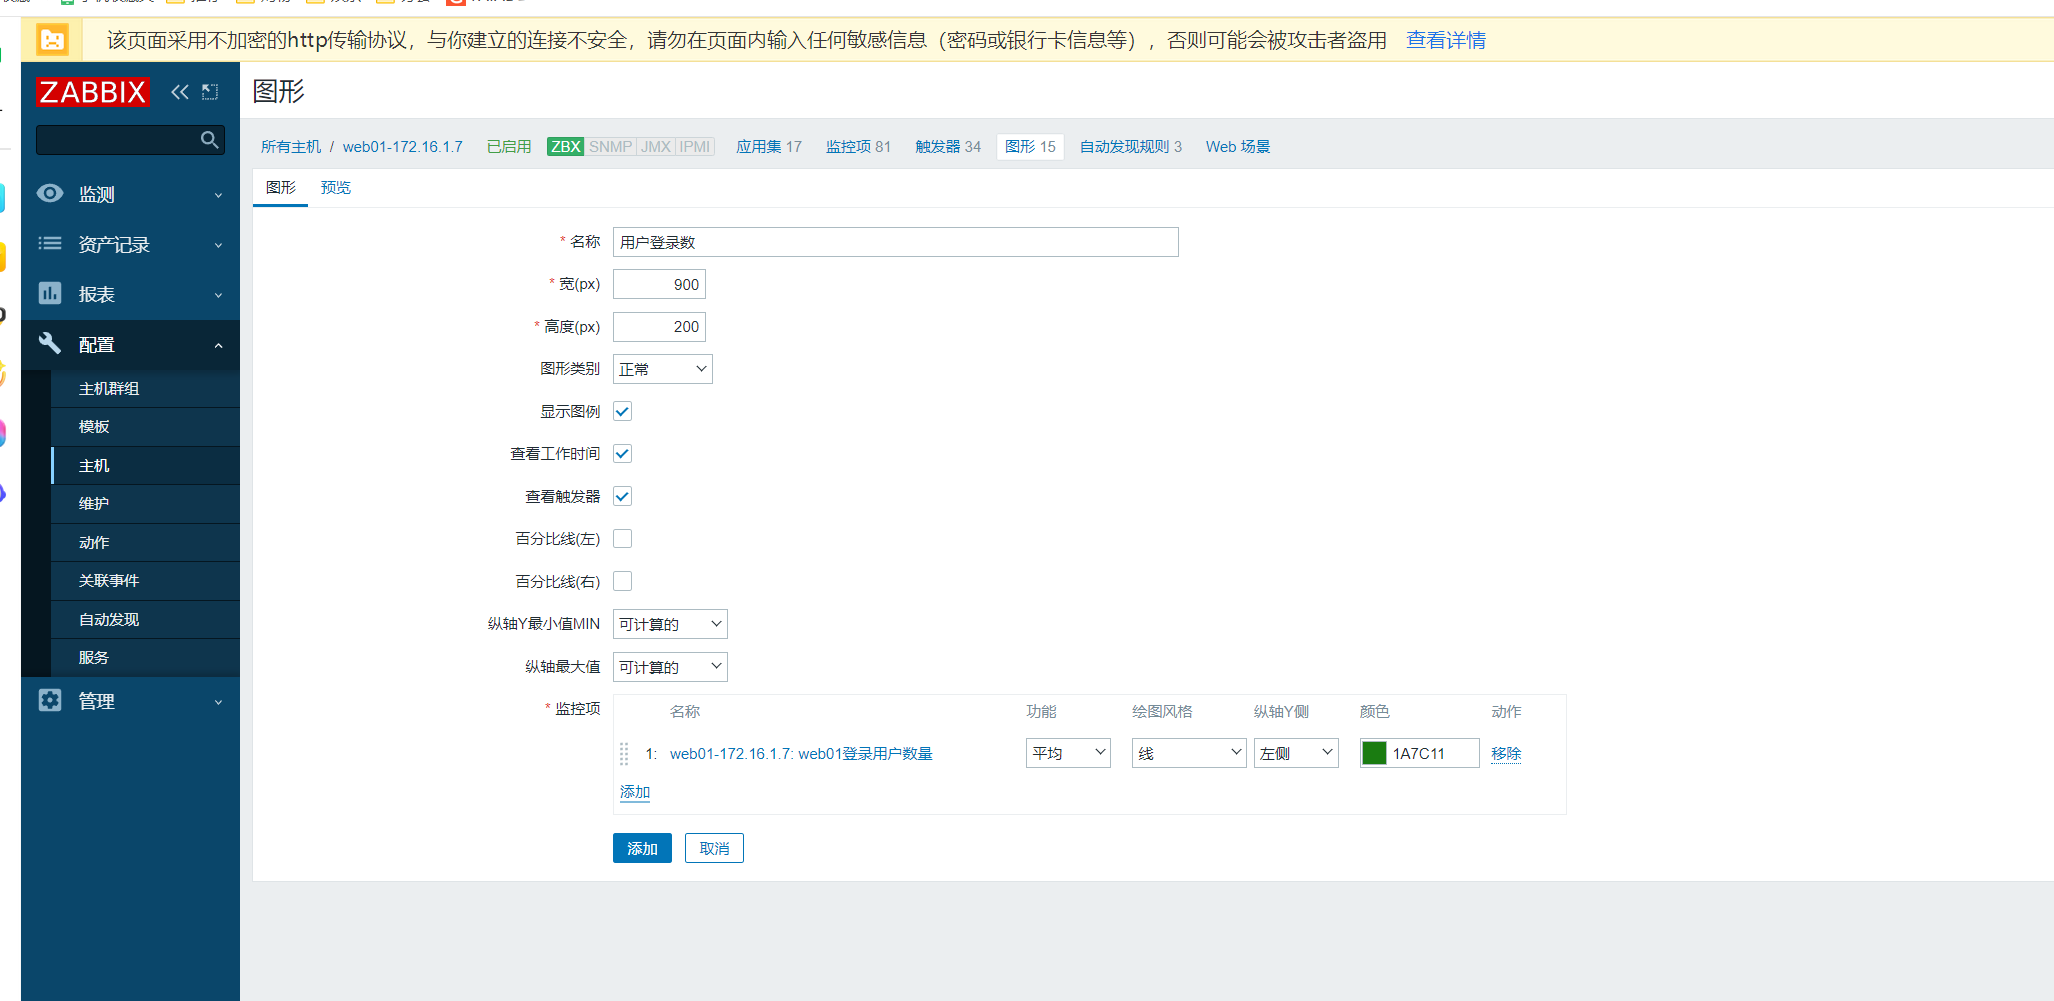 该页面采用不加密的http传输协议，与你建立的连接不安全，请勿在页面内输入任何敏感信息（密码或银行卡信息等），否则可能会被攻击者盗用 查看详情
ZABBIX
图形
所有主机 / web01-172.16.1.7 已启用 ZBX SNMP JMX IPMI 应用集 17 监控项 81 触发器 34 图形 15 自动发现规则 3 Web 场景
监测
资产记录
报表
配置
主机群组
模板
主机
维护
动作
关联事件
自动发现
服务
管理
图形 预览
* 名称 用户登录数
* 宽(px) 900
* 高度(px) 200
图形类别 正常
显示图例
查看工作时间
查看触发器
百分比线(左)
百分比线(右)
纵轴Y最小值MIN 可计算的
纵轴最大值 可计算的
* 监控项 名称 功能 绘图风格 纵轴Y侧 颜色 动作
1: web01-172.16.1.7: web01登录用户数量 平均 线 左侧 1A7C11 移除
添加
添加 取消